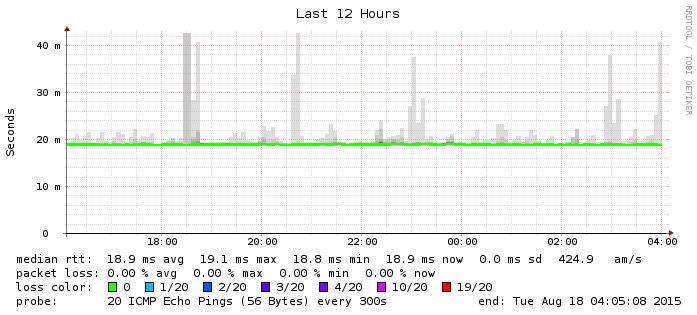 Last 12 Hours
RRDTOOL / TOBI OETIKER
Seconds
40 m
30 m
20 m
10 m
0
18:00 20:00 22:00 00:00 02:00 04:00
median rtt: 18.9 ms avg 19.1 ms max 18.8 ms min 18.9 ms now 0.0 ms sd 424.9 am/s
packet loss: 0.00 % avg 0.00 % max 0.00 % min 0.00 % now
loss color: 0 1/20 2/20 3/20 4/20 10/20 19/20
probe: 20 ICMP Echo Pings (56 Bytes) every 300s end: Tue Aug 18 04:05:08 2015